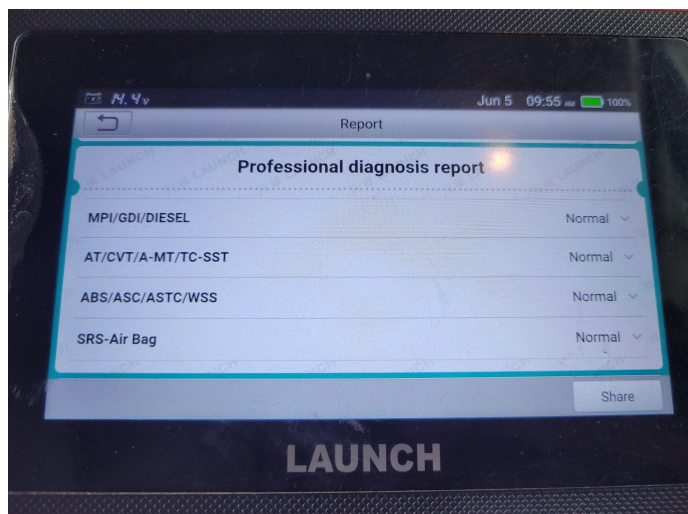 14.4v Jun 5 09:55 AM 100%
Report
Professional diagnosis report
MPI/GDI/DIESEL Normal
AT/CVT/A-MT/TC-SST Normal
ABS/ASC/ASTC/WSS Normal
SRS-Air Bag Normal
Share
LAUNCH